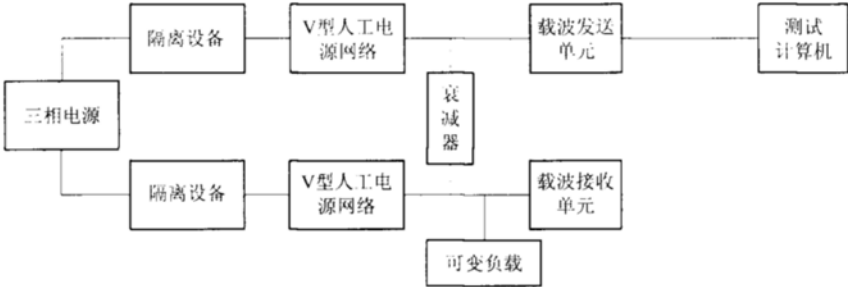 隔离设备
V型人工电
源网络
载波发送
单元
测试
计算机
三相电源
衰
减
器
隔离设备
V型人工电
源网络
载波接收
单元
可变负载